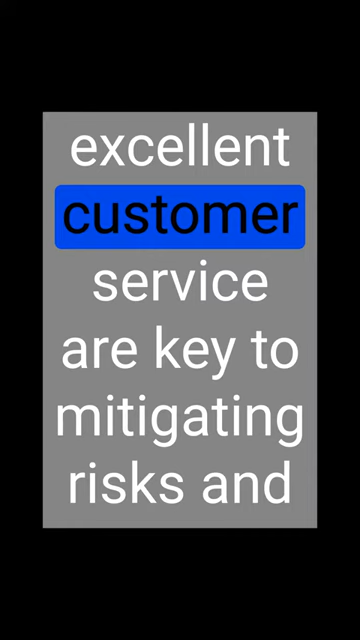 excellent
customer
service
are key to
mitigating
risks and